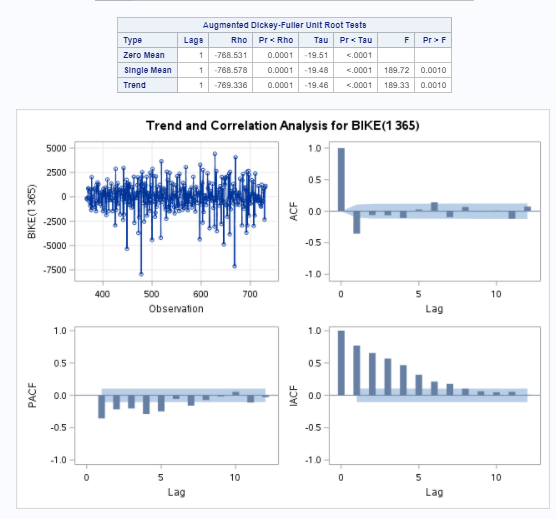 Augmented Dickey-Fuller Unit Root Tests
Type Lags Rho Pr < Rho Tau Pr < Tau F Pr > F
Zero Mean 1 -768.531 0.0001 -19.51 <.0001
Single Mean 1 -768.578 0.0001 -19.48 <.0001 189.72 0.0010
Trend 1 -769.336 0.0001 -19.46 <.0001 189.33 0.0010
Trend and Correlation Analysis for BIKE(1 365)
5000
2500
0
-2500
-5000
-7500
BIKE(1 365)
400 500 600 700
Observation
1.0
0.5
0.0
-0.5
-1.0
ACF
0 5 10
Lag
1.0
0.5
0.0
-0.5
-1.0
PACF
0 5 10
Lag
1.0
0.5
0.0
-0.5
-1.0
IACF
0 5 10
Lag